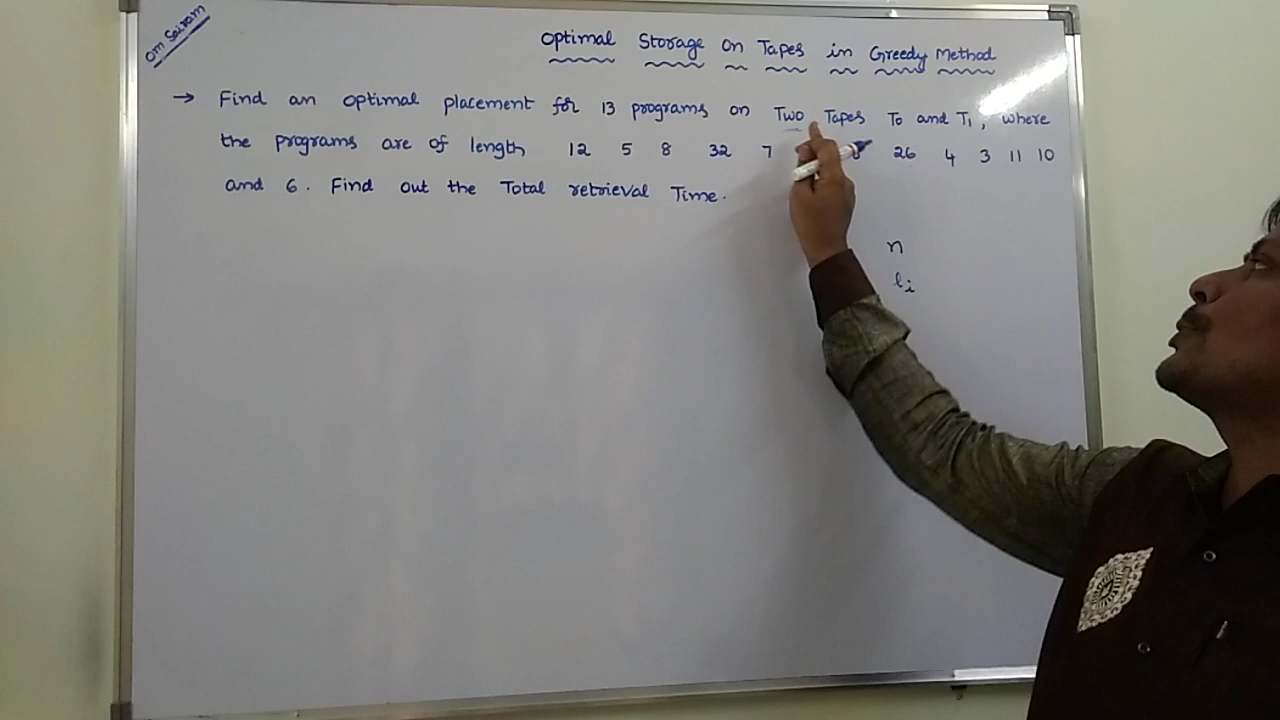 Om Sairam
Optimal Storage On Tapes in Greedy Method
→ Find an optimal placement for 13 programs on Two Tapes T0 and T1, where
the programs are of length 12 5 8 32 7 26 4 3 11 10
and 6. Find out the Total retrieval Time.
n
li